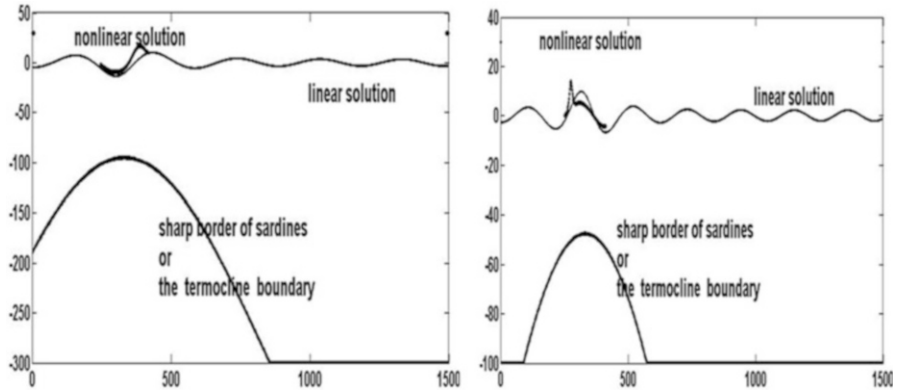 50
nonlinear solution
0
linear solution
-50
-100
-150
sharp border of sardines
or
-200
the termocline boundary
-250
-300
0
500
1000
1500
40
nonlinear solution
20
linear solution
0
-20
-40
sharp border of sardines
or
-60
the termocline boundary
-80
-100
0
500
1000
1500